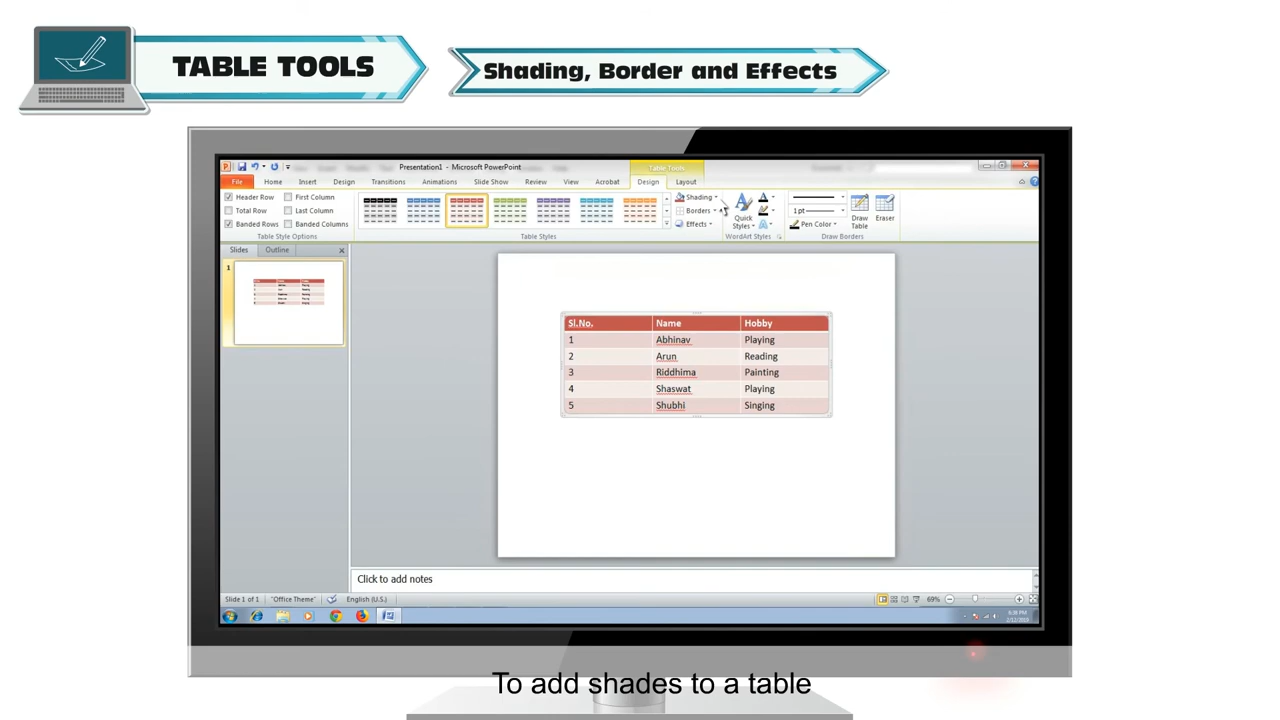 TABLE TOOLS
Shading, Border and Effects
Presentation1 - Microsoft PowerPoint
Table Tools
File Home Insert Design Transitions Animations Slide Show Review View Acrobat Design Layout
Header Row First Column
Total Row Last Column
Banded Rows Banded Columns
Table Style Options
Table Styles
Shading
Borders
Effects
Quick
Styles
WordArt Styles
1 pt
Pen Color
Draw
Table
Eraser
Draw Borders
Slides Outline
1
Sl.No. Name Hobby
1 Abhinav Playing
2 Arun Reading
3 Riddhima Painting
4 Shaswat Playing
5 Shubhi Singing
Click to add notes
Slide 1 of 1 "Office Theme" English (U.S.) 69%
To add shades to a table